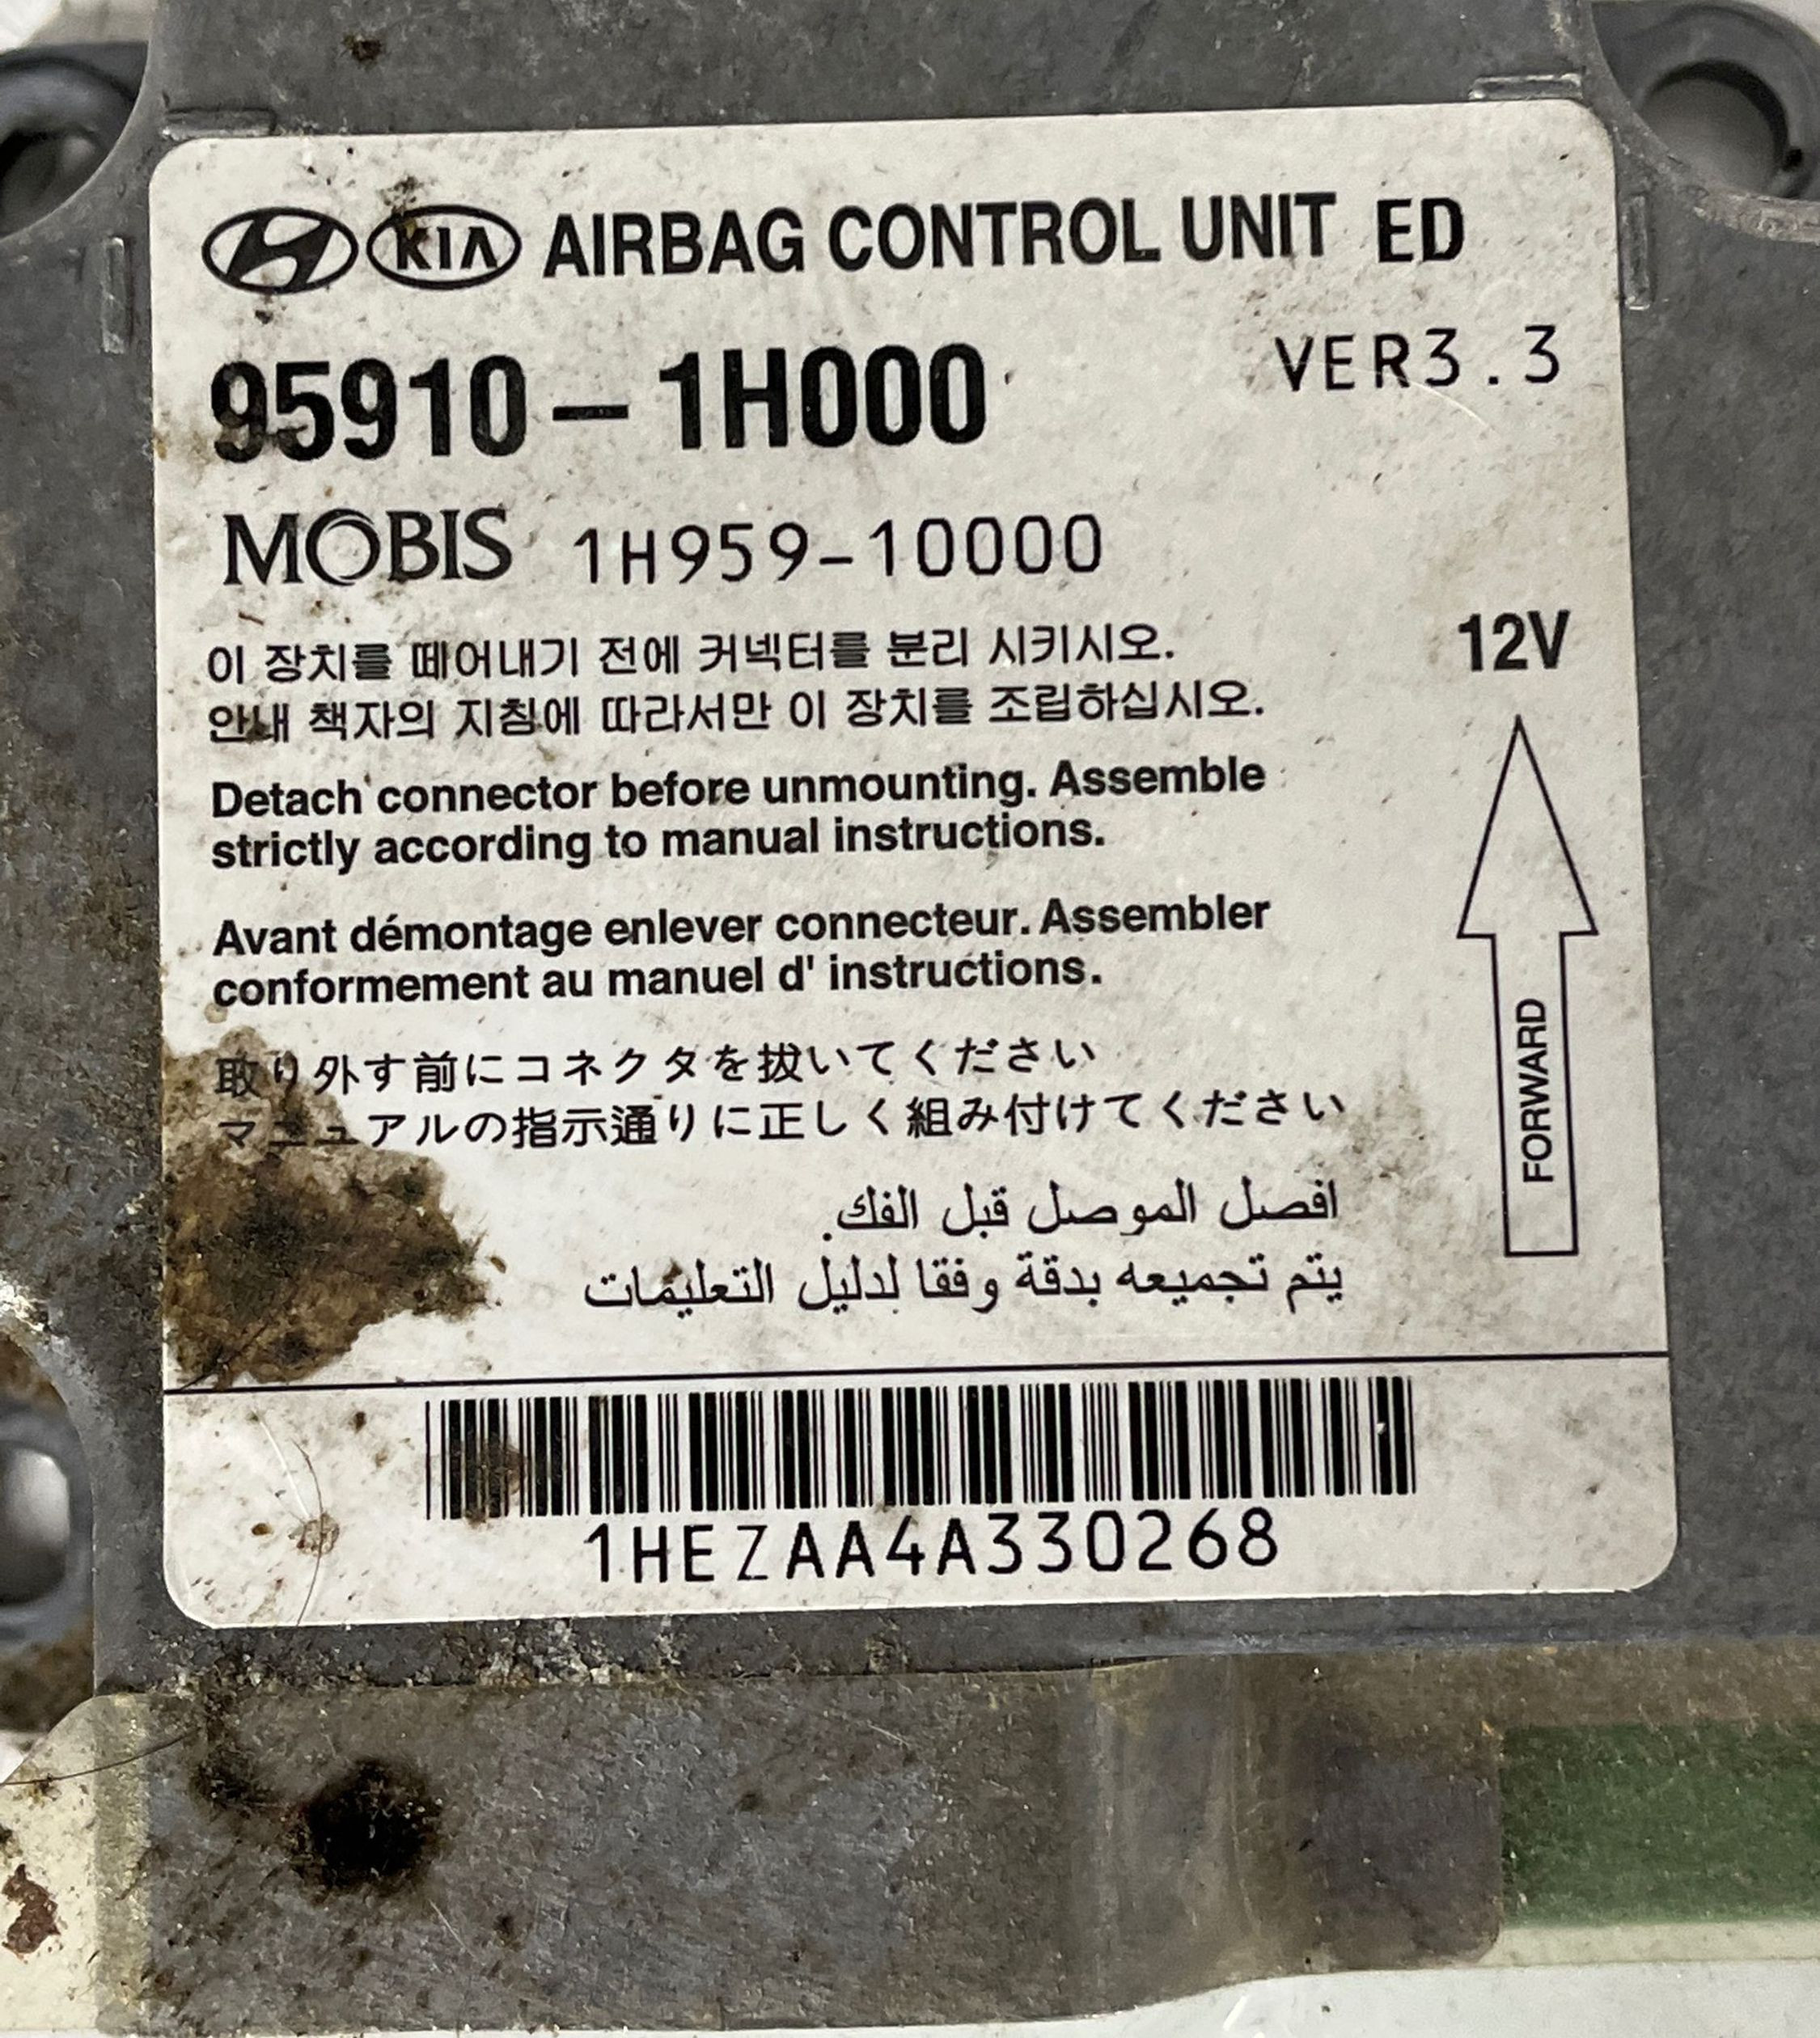 KIA AIRBAG CONTROL UNIT ED
95910-1H000
VER3.3
MOBIS 1H959-10000
이 장치를 떼어내기 전에 커넥터를 분리 시키시오.
안내 책자의 지침에 따라서만 이 장치를 조립하십시오.
12V
Detach connector before unmounting. Assemble
strictly according to manual instructions.
Avant démontage enlever connecteur. Assembler
conformement au manuel d' instructions.
FORWARD
取り外す前にコネクタを抜いてください
マニュアルの指示通りに正しく組み付けてください
افصل الموصل قبل الفك.
يتم تجميعه بدقة وفقا لدليل التعليمات
1HEZAA4A330268